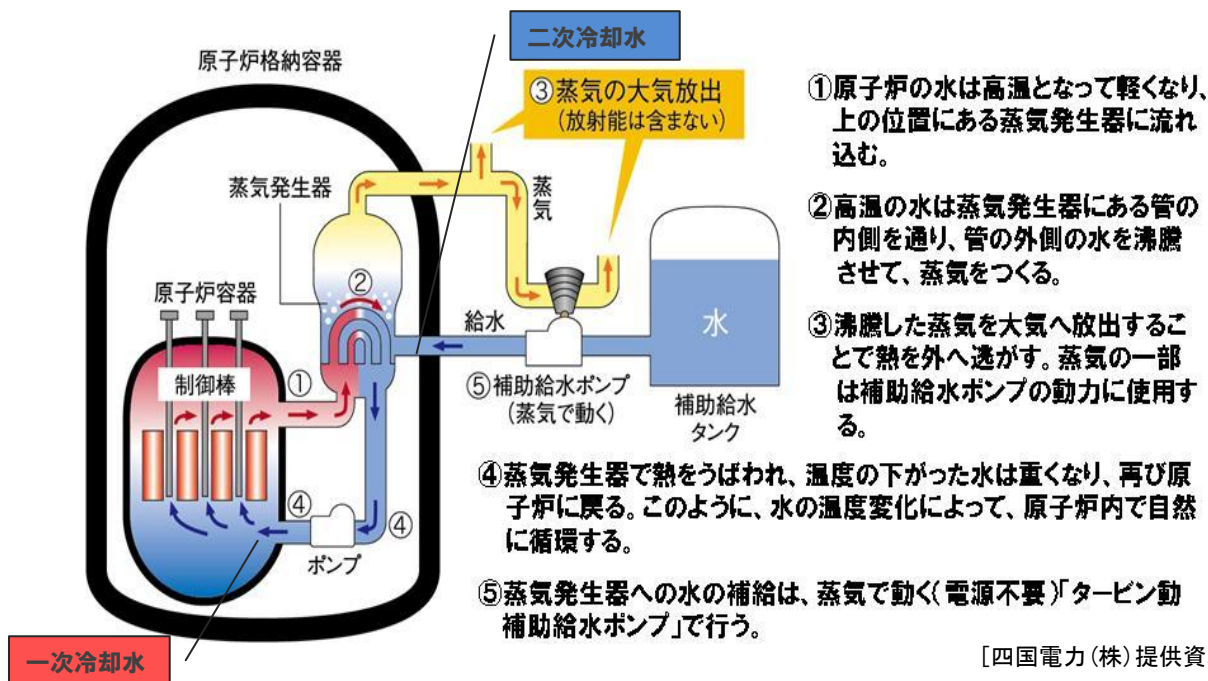 二次冷却水
原子炉格納容器
③蒸気の大気放出
(放射能は含まない)
蒸気発生器
蒸気
②
原子炉容器
給水
水
制御棒
①
⑤補助給水ポンプ
(蒸気で動く)
補助給水
タンク
④
④
ポンプ
一次冷却水
①原子炉の水は高温となって軽くなり、
上の位置にある蒸気発生器に流れ
込む。
②高温の水は蒸気発生器にある管の
内側を通り、管の外側の水を沸騰
させて、蒸気をつくる。
③沸騰した蒸気を大気へ放出するこ
とで熱を外へ逃がす。蒸気の一部
は補助給水ポンプの動力に使用す
る。
④蒸気発生器で熱をうばわれ、温度の下がった水は重くなり、再び原
子炉に戻る。このように、水の温度変化によって、原子炉内で自然
に循環する。
⑤蒸気発生器への水の補給は、蒸気で動く(電源不要)「タービン動
補助給水ポンプ」で行う。
[四国電力(株)提供資